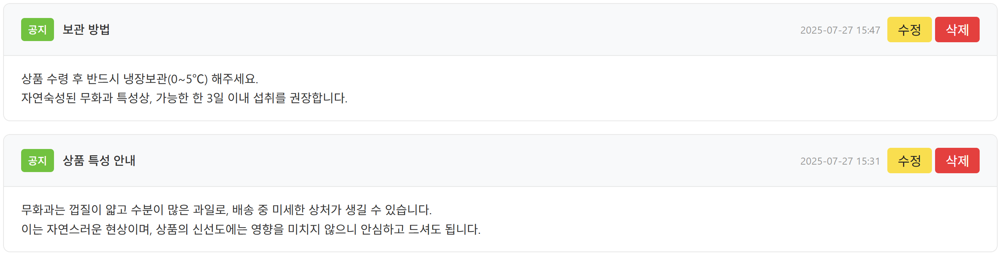 공지 보관 방법 2025-07-27 15:47 수정 삭제
상품 수령 후 반드시 냉장보관(0~5℃) 해주세요.
자연숙성된 무화과 특성상, 가능한 한 3일 이내 섭취를 권장합니다.
공지 상품 특성 안내 2025-07-27 15:31 수정 삭제
무화과는 껍질이 얇고 수분이 많은 과일로, 배송 중 미세한 상처가 생길 수 있습니다.
이는 자연스러운 현상이며, 상품의 신선도에는 영향을 미치지 않으니 안심하고 드셔도 됩니다.